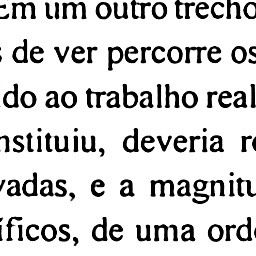 Em um outro trecho
de ver percorre os
do ao trabalho real
nstituiu, deveria r
vadas, e a magnitu
íficos, de uma ord